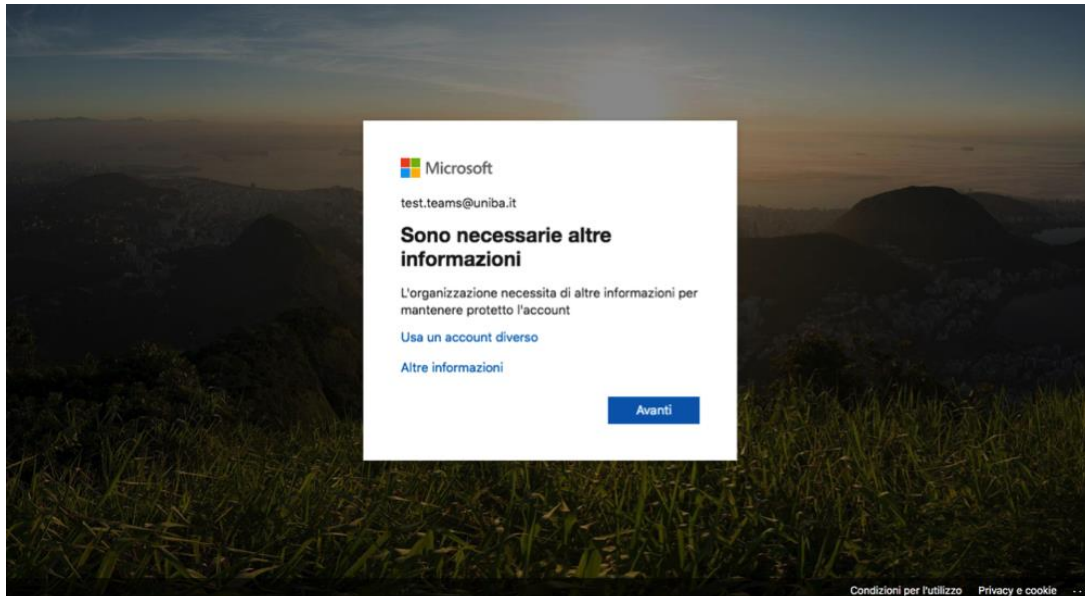 Microsoft
test.teams@uniba.it
Sono necessarie altre
informazioni
L'organizzazione necessita di altre informazioni per
mantenere protetto l'account
Usa un account diverso
Altre informazioni
Avanti
Condizioni per l'utilizzo Privacy e cookie